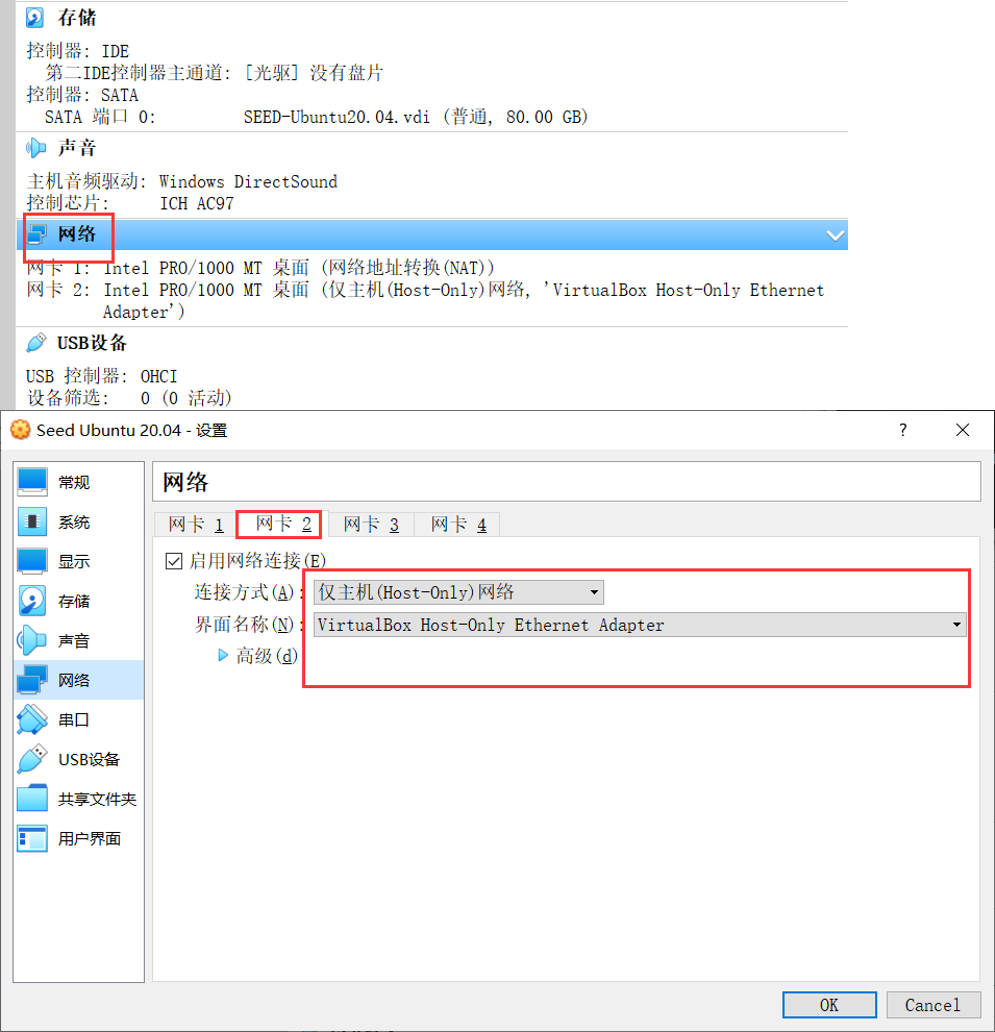 存储
控制器: IDE
第二IDE控制器主通道: [光驱] 没有盘片
控制器: SATA
SATA 端口 0: SEED-Ubuntu20.04.vdi (普通, 80.00 GB)
声音
主机音频驱动: Windows DirectSound
控制芯片: ICH AC97
网络
网卡 1: Intel PRO/1000 MT 桌面 (网络地址转换(NAT))
网卡 2: Intel PRO/1000 MT 桌面 (仅主机(Host-Only)网络, 'VirtualBox Host-Only Ethernet
Adapter')
USB设备
USB 控制器: OHCI
设备筛选: 0 (0 活动)
Seed Ubuntu 20.04 - 设置
?
常规
系统
显示
存储
声音
网络
串口
USB设备
共享文件夹
用户界面
网络
网卡 1 网卡 2 网卡 3 网卡 4
启用网络连接(E)
连接方式(A): 仅主机(Host-Only)网络
界面名称(N): VirtualBox Host-Only Ethernet Adapter
高级(d)
OK Cancel